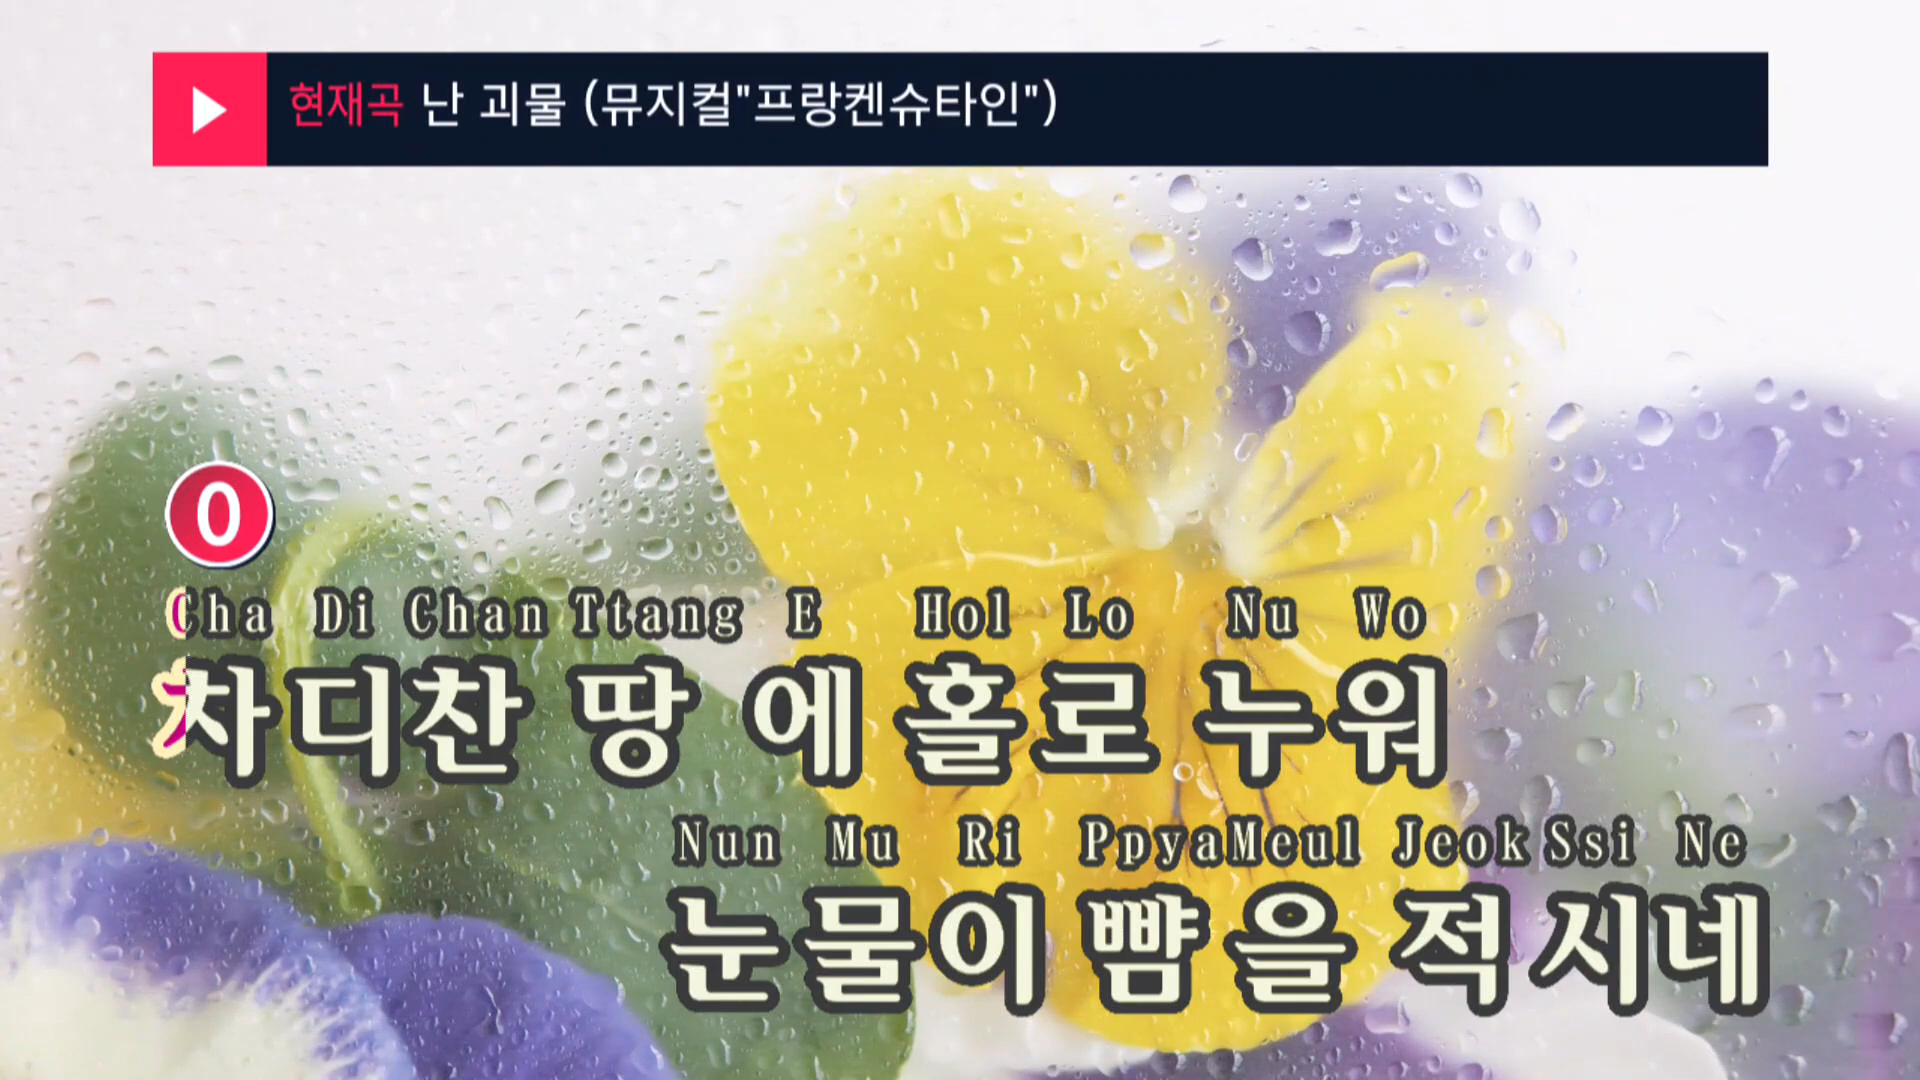 현재곡 난 괴물 (뮤지컬"프랑켄슈타인")
0
Cha Di Chan Ttang E Hol Lo Nu Wo
차디찬 땅 에 홀로 누워
Nun Mu Ri PpyaMeul Jeok Ssi Ne
눈물이 뺨을 적시네